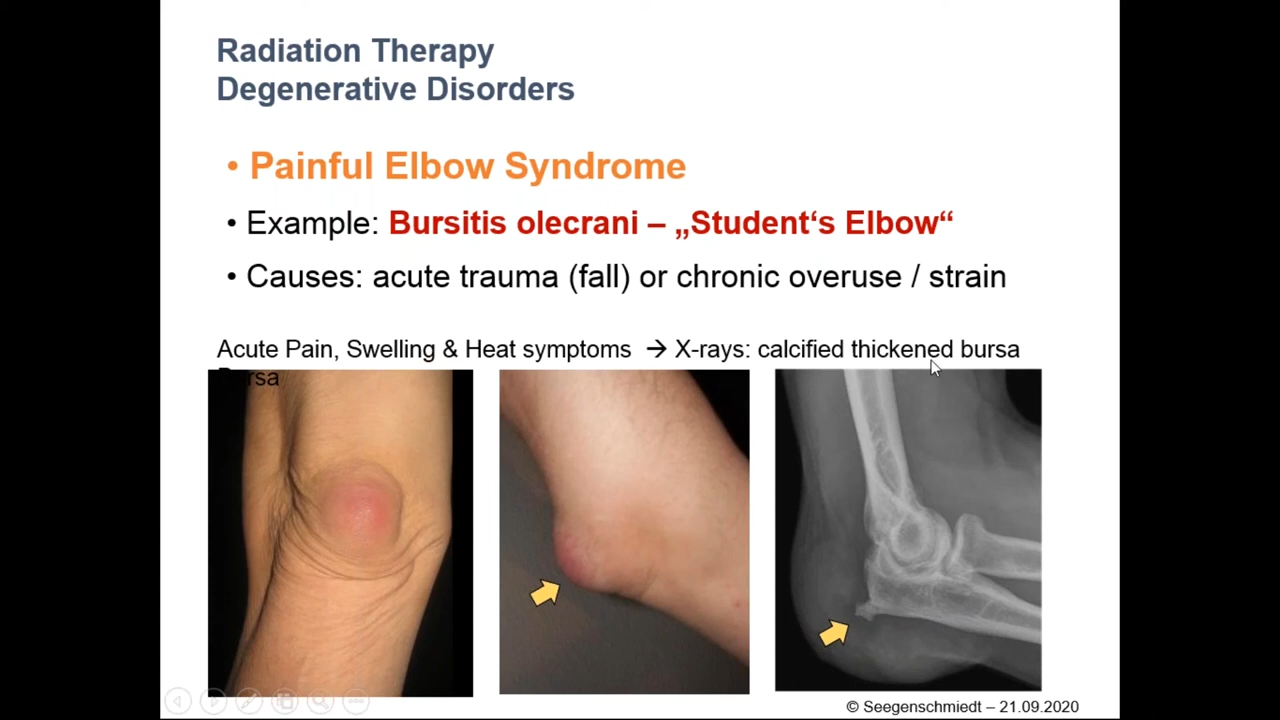 Radiation Therapy
Degenerative Disorders
• Painful Elbow Syndrome
• Example: Bursitis olecrani – „Student‘s Elbow“
• Causes: acute trauma (fall) or chronic overuse / strain
Acute Pain, Swelling & Heat symptoms → X-rays: calcified thickened bursa
Bursa
© Seegenschmiedt – 21.09.2020